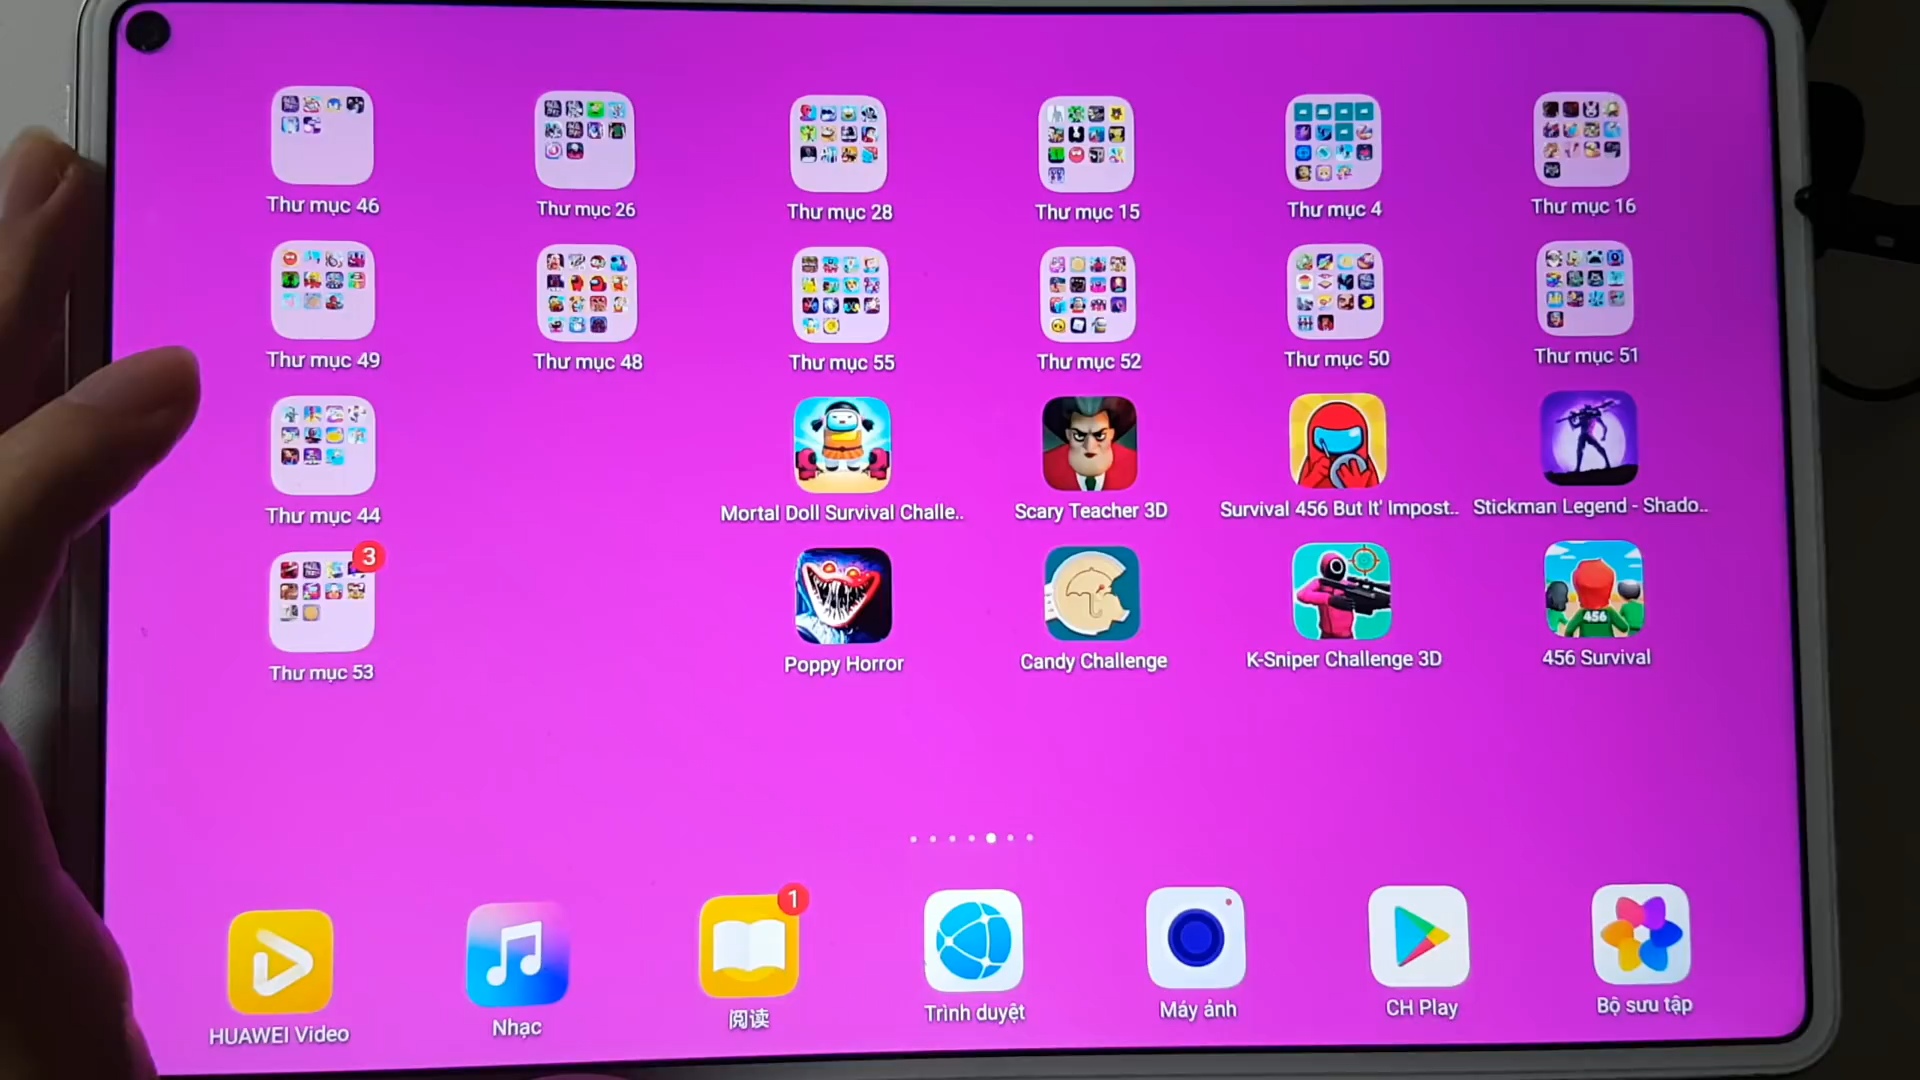 Thư mục 46
Thư mục 26
Thư mục 28
Thư mục 15
Thư mục 4
Thư mục 16
Thư mục 49
Thư mục 48
Thư mục 55
Thư mục 52
Thư mục 50
Thư mục 51
Thư mục 44
Mortal Doll Survival Challe..
Scary Teacher 3D
Survival 456 But It' Impost..
Stickman Legend - Shado..
3
456
Thư mục 53
Poppy Horror
Candy Challenge
K-Sniper Challenge 3D
456 Survival
1
HUAWEI Video
Nhạc
阅读
Trình duyệt
Máy ảnh
CH Play
Bộ sưu tập